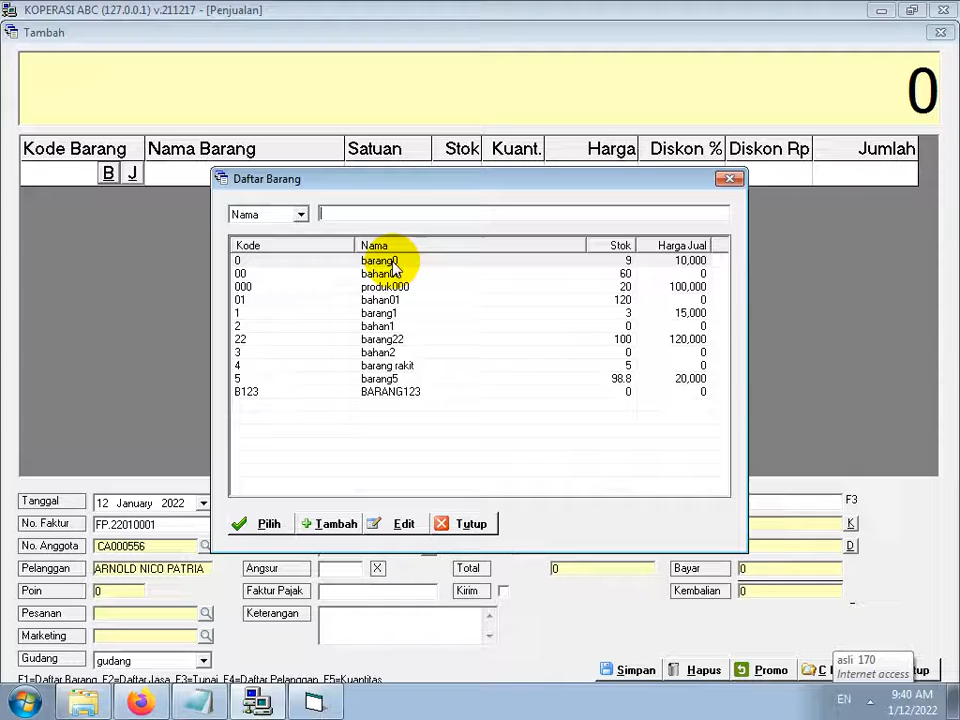 KOPERASI ABC (127.0.0.1) v.211217 - [Penjualan]
Tambah
0
Kode Barang Nama Barang Satuan Stok Kuant. Harga Diskon % Diskon Rp Jumlah
B J
Daftar Barang
Nama
Kode Nama Stok Harga Jual
0 barang0 9 10,000
00 60 0
000 produk000 20 100,000
01 bahan01 120 0
1 barang1 3 15,000
2 bahan1 0 0
22 barang22 100 120,000
3 bahan2 0 0
4 barang rakit 5 0
5 barang5 98.8 20,000
B123 BARANG123 0 0
Pilih Tambah Edit Tutup
Tanggal 12 January 2022 F3
No. Faktur FP.22010001 K
No. Anggota CA000556 D
Pelanggan ARNOLD NICO PATRIA Angsur X Total 0 Bayar 0
Poin 0 Faktur Pajak Kirim Kembalian 0
Pesanan Keterangan
Marketing
Gudang gudang
Simpan Hapus Promo
F1=Daftar Barang, F2=Daftar Jasa, F3=Tunai, F4=Daftar Pelanggan, F5=Kuantitas
asli 170
Internet access
EN 9:40 AM
1/12/2022